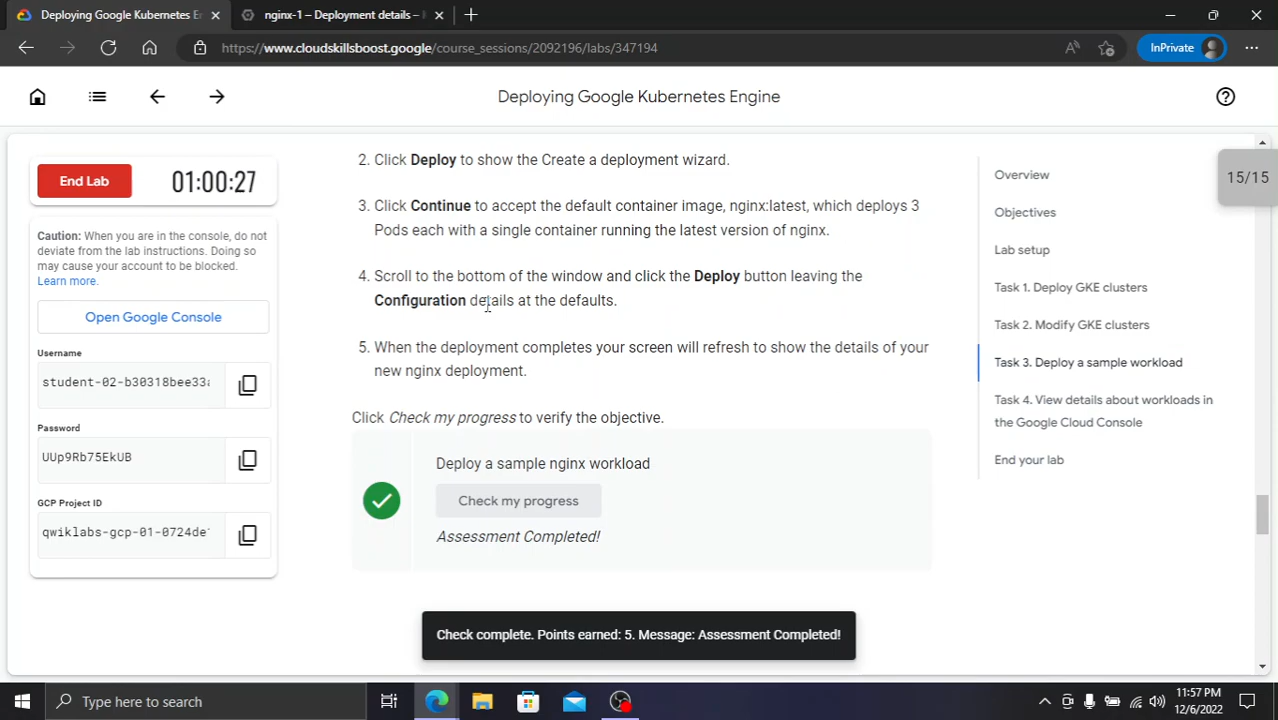 Deploying Google Kubernetes E
nginx-1 – Deployment details –
https://www.cloudskillsboost.google/course_sessions/2092196/labs/347194
InPrivate
Deploying Google Kubernetes Engine
End Lab
01:00:27
Caution: When you are in the console, do not
deviate from the lab instructions. Doing so
may cause your account to be blocked.
Learn more.
Open Google Console
Username
student-02-b30318bee33
Password
UUp9Rb75EkUB
GCP Project ID
qwiklabs-gcp-01-0724de
2. Click Deploy to show the Create a deployment wizard.
3. Click Continue to accept the default container image, nginx:latest, which deploys 3
Pods each with a single container running the latest version of nginx.
4. Scroll to the bottom of the window and click the Deploy button leaving the
Configuration details at the defaults.
5. When the deployment completes your screen will refresh to show the details of your
new nginx deployment.
Click Check my progress to verify the objective.
Deploy a sample nginx workload
Check my progress
Assessment Completed!
Check complete. Points earned: 5. Message: Assessment Completed!
15/15
Overview
Objectives
Lab setup
Task 1. Deploy GKE clusters
Task 2. Modify GKE clusters
Task 3. Deploy a sample workload
Task 4. View details about workloads in
the Google Cloud Console
End your lab
Type here to search
11:57 PM
12/6/2022